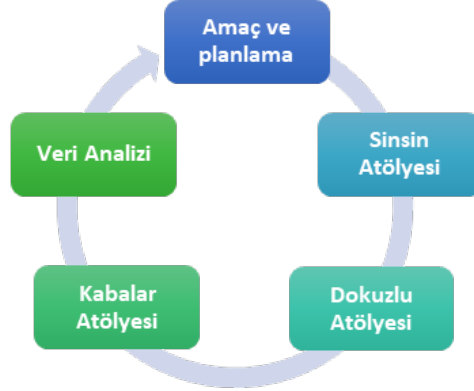 Amaç ve
planlama
Sinsin
Atölyesi
Dokuzlu
Atölyesi
Kabalar
Atölyesi
Veri Analizi